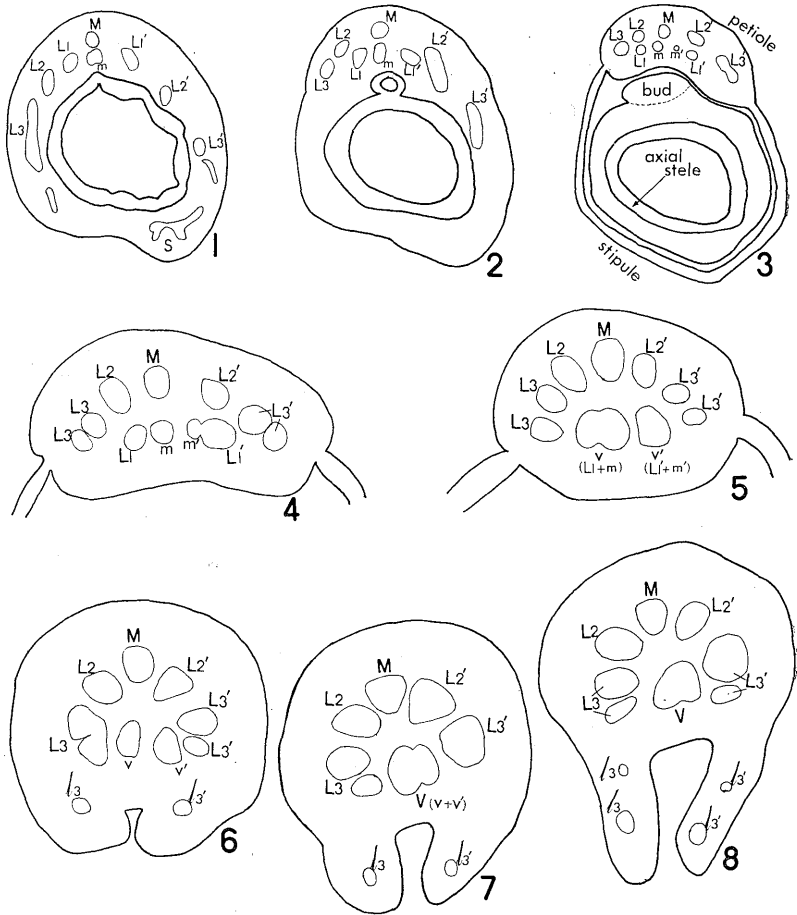 M
L1
m
L1'
L2
L2'
L3
L3'
S
1
M
L2
L1
m
L1'
L2'
L3
L3'
2
petiole
M
L2
L2'
L3
L1
m
m'
L1'
L3'
bud
axial
stele
stipule
3
M
L2
L2'
L3
L3
L3'
L1
m
m'
L1'
4
M
L2
L2'
L3
L3'
L3
L3'
v
(L1+m)
v'
(L1'+m')
5
M
L2
L2'
L3'
L3
L3'
v
v'
l3
l3'
6
M
L2
L2'
L3'
L3
V (v+v')
l3
l3'
7
M
L2
L2'
L3
L3'
V
l3
l3'
l3
l3'
8